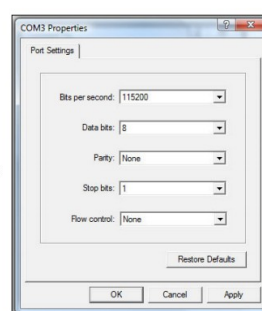 COM3 Properties
Port Settings
Bits per second: 115200
Data bits: 8
Parity: None
Stop bits: 1
Flow control: None
Restore Defaults
OK Cancel Apply